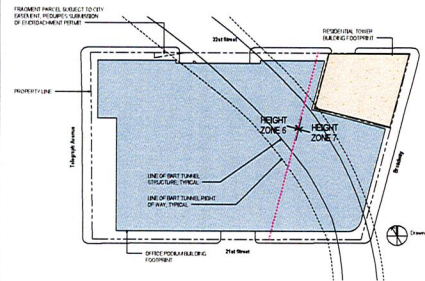 FRAGMENT PARCEL SUBJECT TO CITY
EASEMENT, REQUIRES SUBMISSION
OF ENCROACHMENT PERMIT
22nd Street
RESIDENTIAL TOWER
BUILDING FOOTPRINT
PROPERTY LINE
Telegraph Avenue
HEIGHT
ZONE 6
HEIGHT
ZONE 7
Broadway
LINE OF BART TUNNEL
STRUCTURE, TYPICAL
LINE OF BART TUNNEL RIGHT
OF WAY, TYPICAL
Drawn
OFFICE PODIUM BUILDING
FOOTPRINT
21st Street